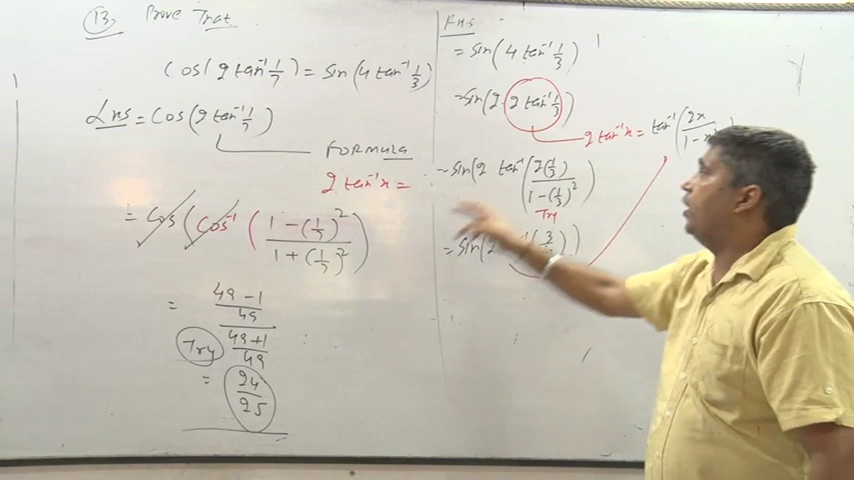 13. Prove That
Cos(2 tan⁻¹ 1/7) = Sin(4 tan⁻¹ 1/3)
LHS = Cos(2 tan⁻¹ 1/7)
FORMULA
2 tan⁻¹x =
= Cos(Cos⁻¹((1 - (1/7)²)/(1 + (1/7)²))
= ((49 - 1)/49)/((49 + 1)/49)
Try
= 24/25
RHS
= Sin(4 tan⁻¹ 1/3)
= Sin(2 · 2 tan⁻¹ 1/3)
2 tan⁻¹x = tan⁻¹(2x/(1 - x
= Sin(2 tan⁻¹(2(1/3)/(1 - (1/3)²))
Try
= Sin(2